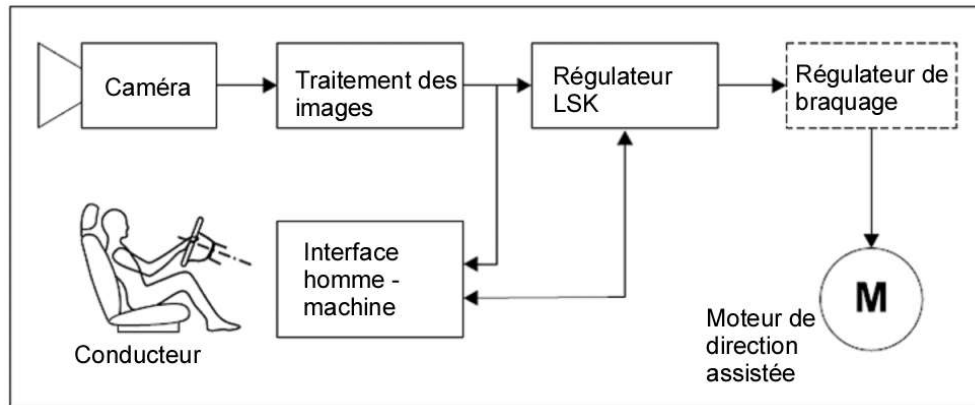 Caméra
Traitement des
images
Régulateur
LSK
Régulateur de
braquage
Conducteur
Interface
homme -
machine
M
Moteur de
direction
assistée